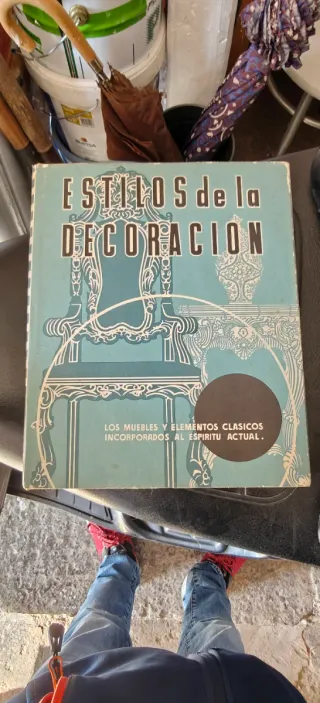 ESTILOS de la
DECORACION
LOS MUEBLES Y ELEMENTOS CLASICOS
INCORPORADOS AL ESPIRITU ACTUAL.